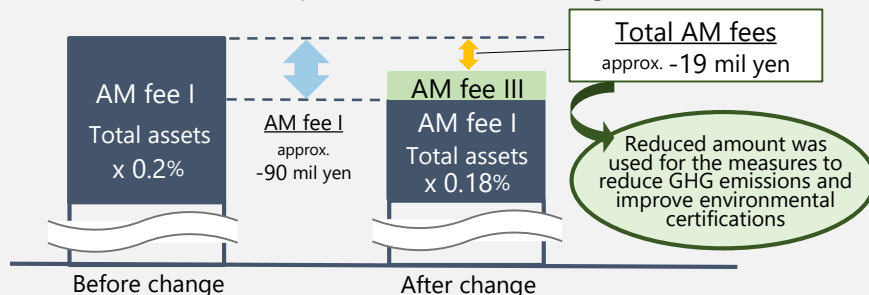 Total AM fees
approx. -19 mil yen
AM fee I
Total assets
x 0.2%
AM fee I
approx.
-90 mil yen
AM fee III
AM fee I
Total assets
x 0.18%
Reduced amount was
used for the measures to
reduce GHG emissions and
improve environmental
certifications
Before change
After change